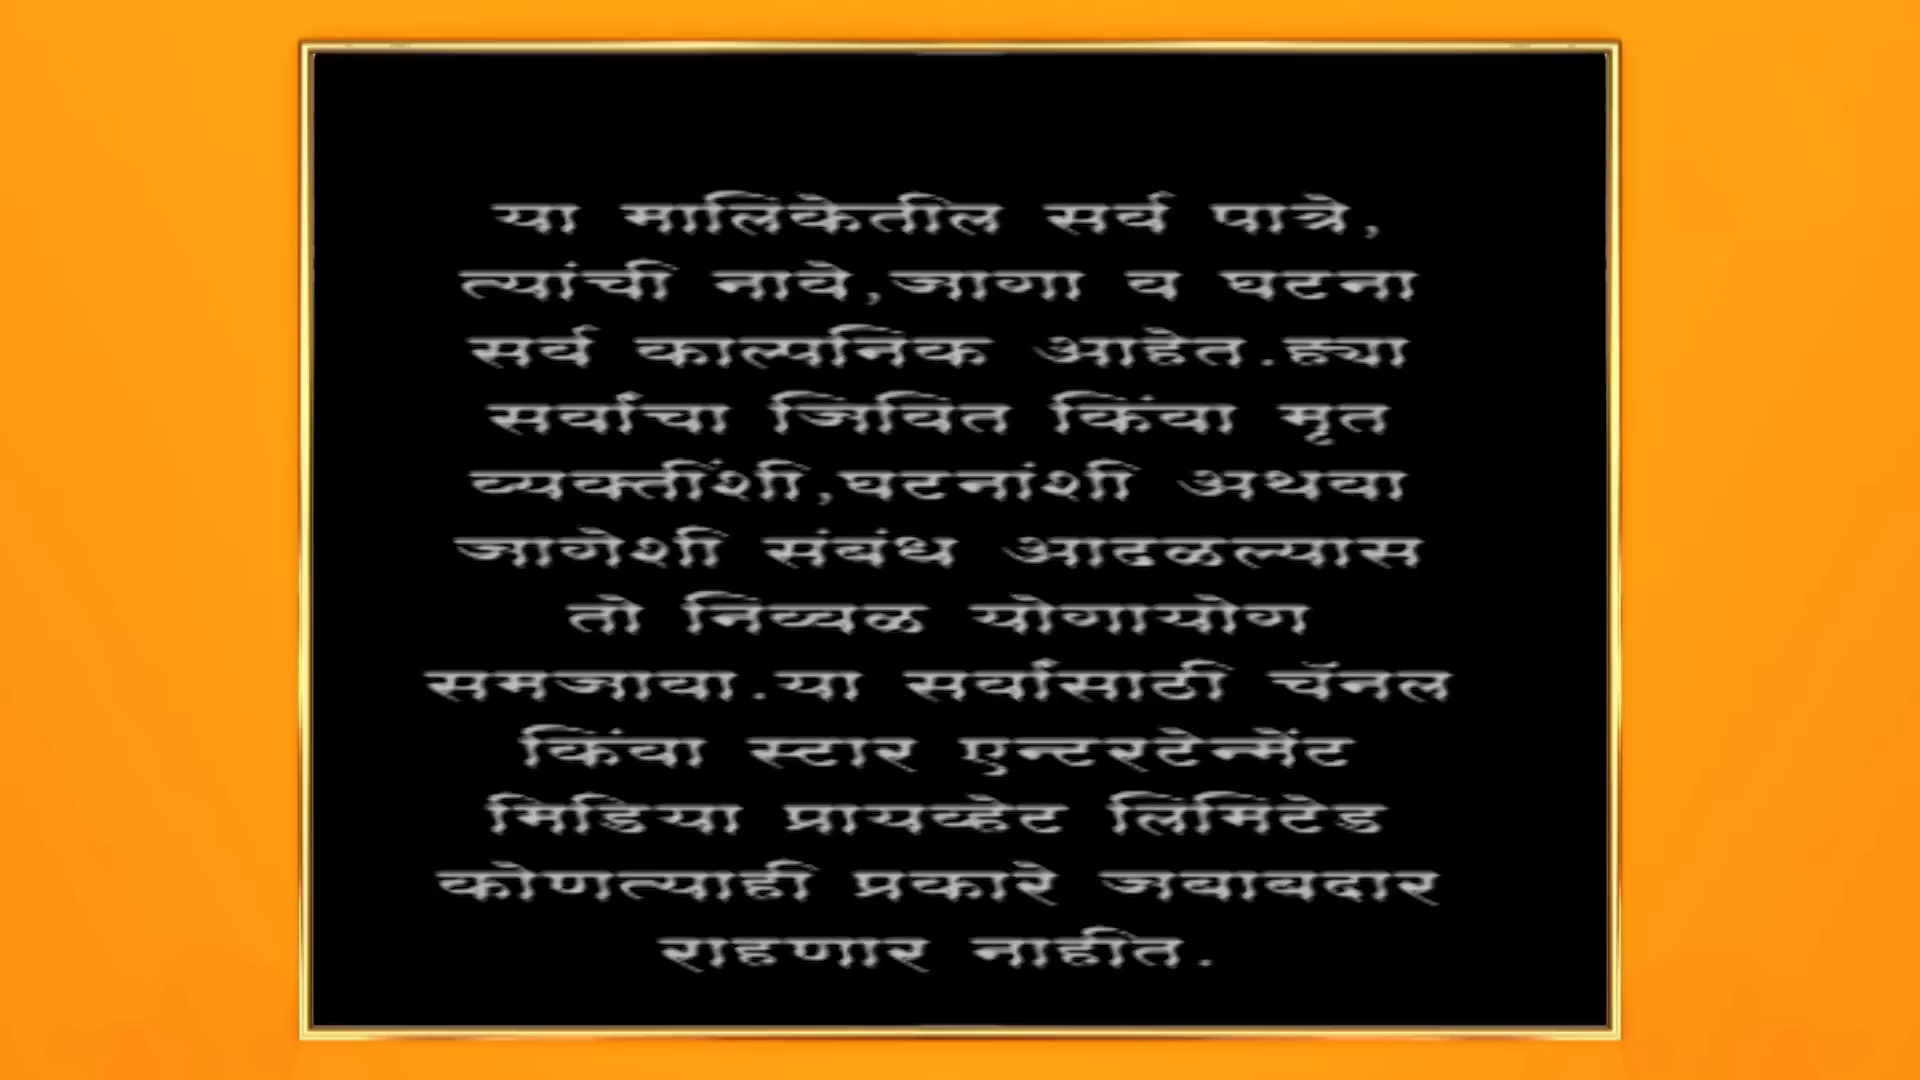 या मालिकेतील सर्व पात्रे,
त्यांची नावे,जागा व घटना
सर्व काल्पनिक आहेत.ह्या
सर्वांचा जिवित किंवा मृत
व्यक्तींशी,घटनांशी अथवा
जागेशी संबंध आढळल्यास
तो निव्वळ योगायोग
समजावा.या सर्वांसाठी चॅनल
किंवा स्टार एन्टरटेन्मेंट
मिडिया प्रायव्हेट लिमिटेड
कोणत्याही प्रकारे जबाबदार
राहणार नाहीत.